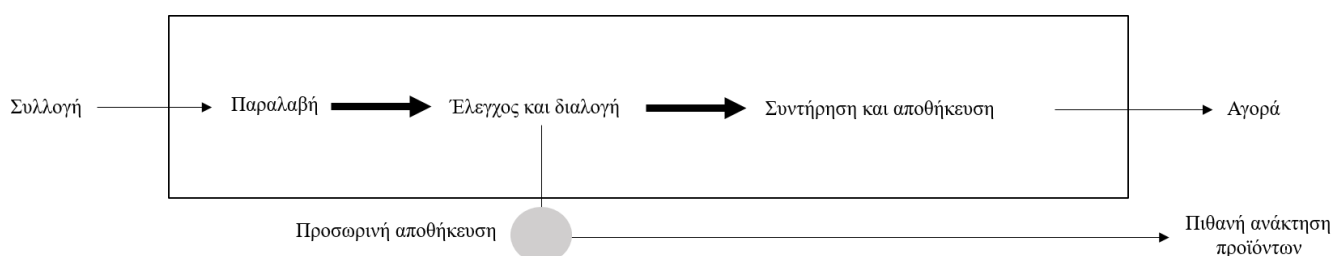 Συλλογή
Παραλαβή
Έλεγχος και διαλογή
Συντήρηση και αποθήκευση
Αγορά
Προσωρινή αποθήκευση
Πιθανή ανάκτηση
προϊόντων